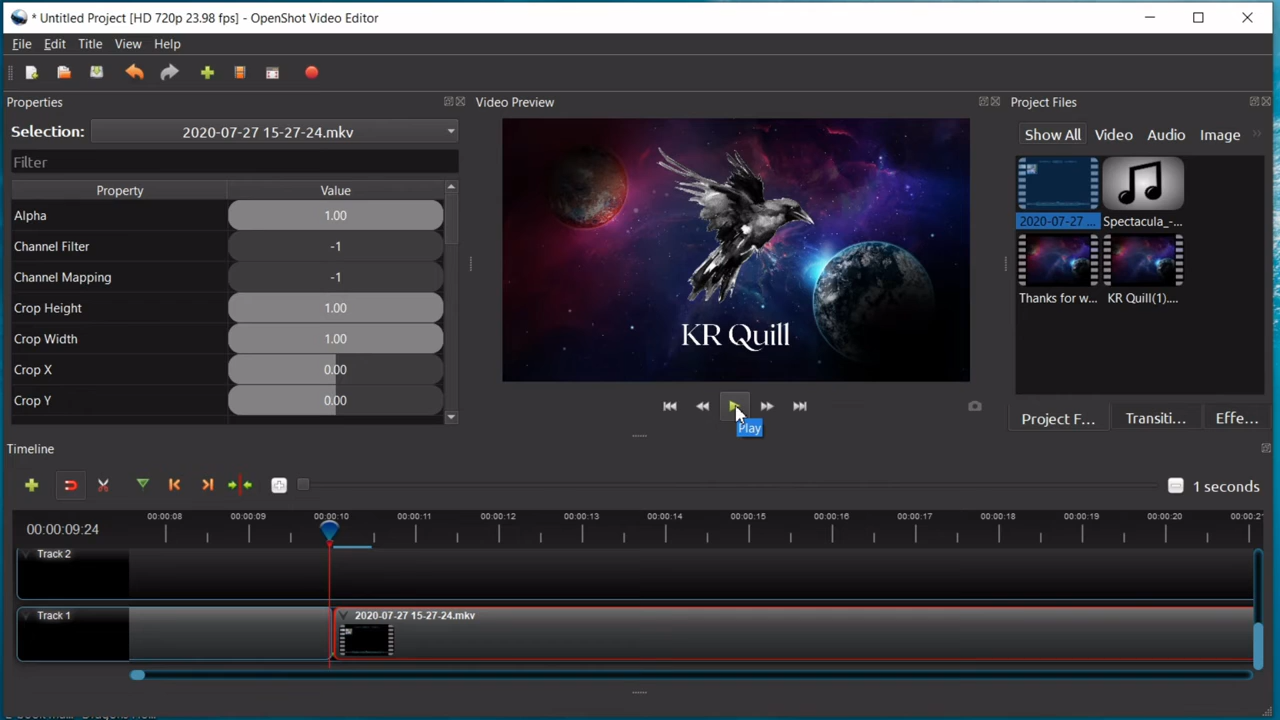 * Untitled Project [HD 720p 23.98 fps] - OpenShot Video Editor
File Edit Title View Help
Properties
Video Preview
Project Files
Selection: 2020-07-27 15-27-24.mkv
Show All Video Audio Image
Filter
Property Value
Alpha 1.00
Channel Filter -1
Channel Mapping -1
Crop Height 1.00
Crop Width 1.00
Crop X 0.00
Crop Y 0.00
KR Quill
2020-07-27 ... Spectacula_-...
Thanks for w... KR Quill(1)....
Play
Project F... Transiti... Effe...
Timeline
1 seconds
00:00:09:24
00:00:08 00:00:09 00:00:10 00:00:11 00:00:12 00:00:13 00:00:14 00:00:15 00:00:16 00:00:17 00:00:18 00:00:19 00:00:20 00:00:21
Track 2
Track 1
2020-07-27 15-27-24.mkv